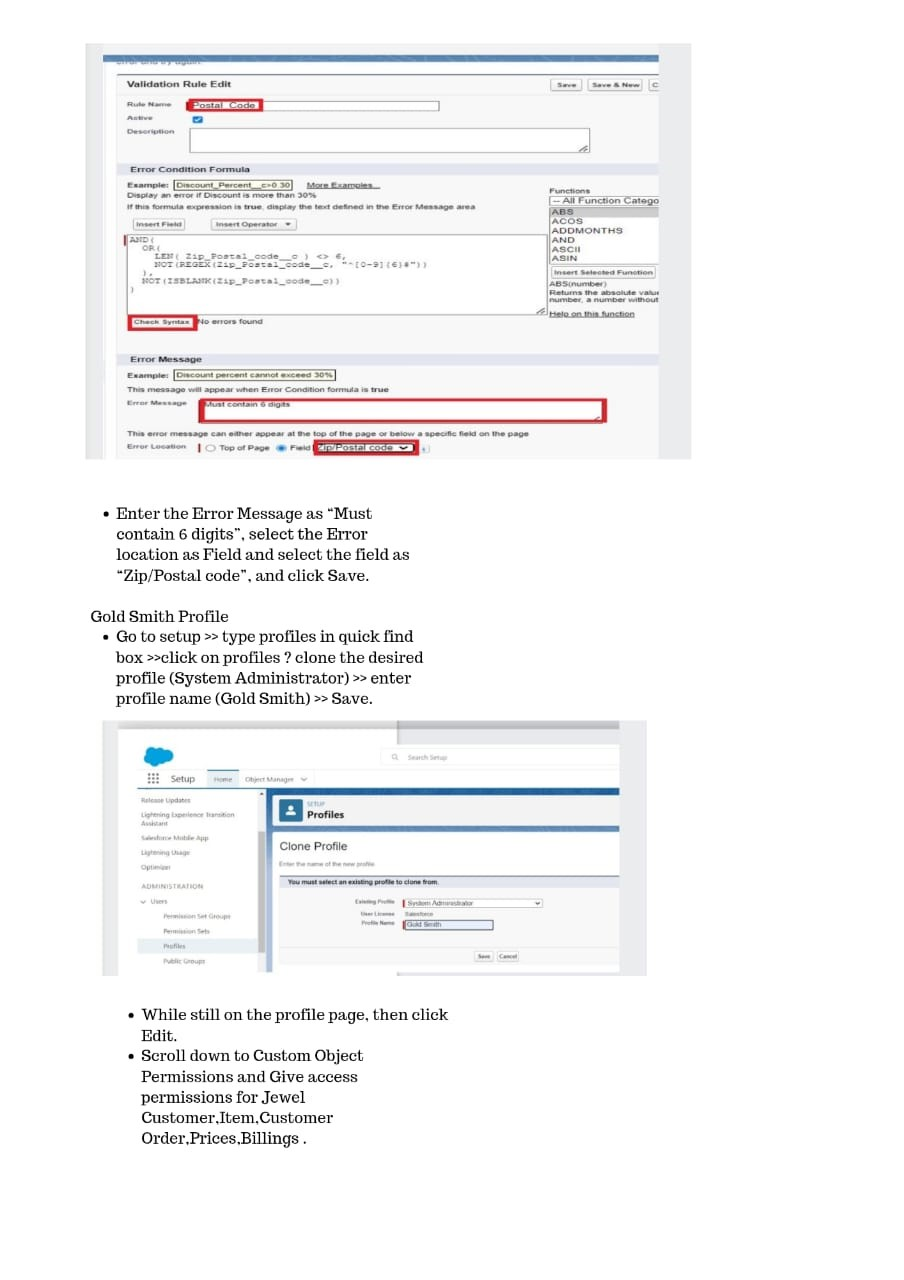 Validation Rule Edit
Save
Save & New
C
Rule Name
Postal_Code
Active
Description
Error Condition Formula
Example:
Discount_Percent__c>0.30
More Examples...
Display an error if Discount is more than 30%
If this formula expression is true, display the text defined in the Error Message area
Insert Field
Insert Operator
AND(
OR(
LEN( Zip_Postal_code__c ) <> 6,
NOT(REGEX(Zip_Postal_code__c, "^[0-9]{6}$"))
),
NOT(ISBLANK(Zip_Postal_code__c))
)
Functions
-- All Function Catego
ABS
ACOS
ADDMONTHS
AND
ASCII
ASIN
Insert Selected Function
ABS(number)
Returns the absolute value
number, a number without
Help on this function
Check Syntax
No errors found
Error Message
Example:
Discount percent cannot exceed 30%
This message will appear when Error Condition formula is true
Error Message
Must contain 6 digits
This error message can either appear at the top of the page or below a specific field on the page
Error Location
Top of Page
Field
Zip/Postal code
• Enter the Error Message as “Must
contain 6 digits”, select the Error
location as Field and select the field as
“Zip/Postal code”, and click Save.
Gold Smith Profile
• Go to setup >> type profiles in quick find
box >>click on profiles ? clone the desired
profile (System Administrator) >> enter
profile name (Gold Smith) >> Save.
Search Setup
Setup
Home
Object Manager
Release Updates
Lightning Experience Transition
Assistant
Salesforce Mobile App
Lightning Usage
Optimizer
ADMINISTRATION
Users
Permission Set Groups
Permission Sets
Profiles
Public Groups
SETUP
Profiles
Clone Profile
Enter the name of the new profile
You must select an existing profile to clone from.
Existing Profile
System Administrator
User License
Salesforce
Profile Name
Gold Smith
Save
Cancel
• While still on the profile page, then click
Edit.
• Scroll down to Custom Object
Permissions and Give access
permissions for Jewel
Customer,Item,Customer
Order,Prices,Billings .